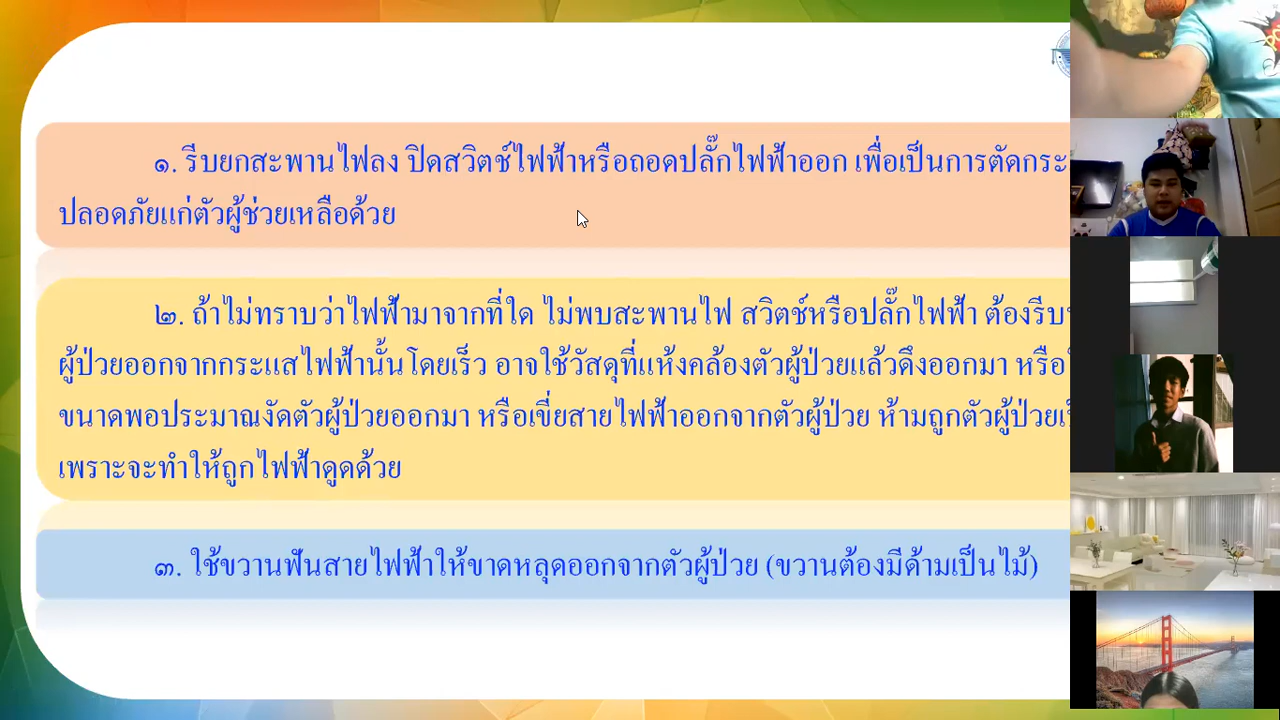 ๑. รีบยกสะพานไฟลง ปิดสวิตช์ไฟฟ้าหรือถอดปลั๊กไฟฟ้าออก เพื่อเป็นการตัดกระ
ปลอดภัยแก่ตัวผู้ช่วยเหลือด้วย
๒. ถ้าไม่ทราบว่าไฟฟ้ามาจากที่ใด ไม่พบสะพานไฟ สวิตช์หรือปลั๊กไฟฟ้า ต้องรีบ
ผู้ป่วยออกจากกระแสไฟฟ้านั้นโดยเร็ว อาจใช้วัสดุที่แห้งคล้องตัวผู้ป่วยแล้วดึงออกมา หรือ
ขนาดพอประมาณงัดตัวผู้ป่วยออกมา หรือเขี่ยสายไฟฟ้าออกจากตัวผู้ป่วย ห้ามถูกตัวผู้ป่วย
เพราะจะทำให้ถูกไฟฟ้าดูดด้วย
๓. ใช้ขวานฟันสายไฟฟ้าให้ขาดหลุดออกจากตัวผู้ป่วย (ขวานต้องมีด้ามเป็นไม้)